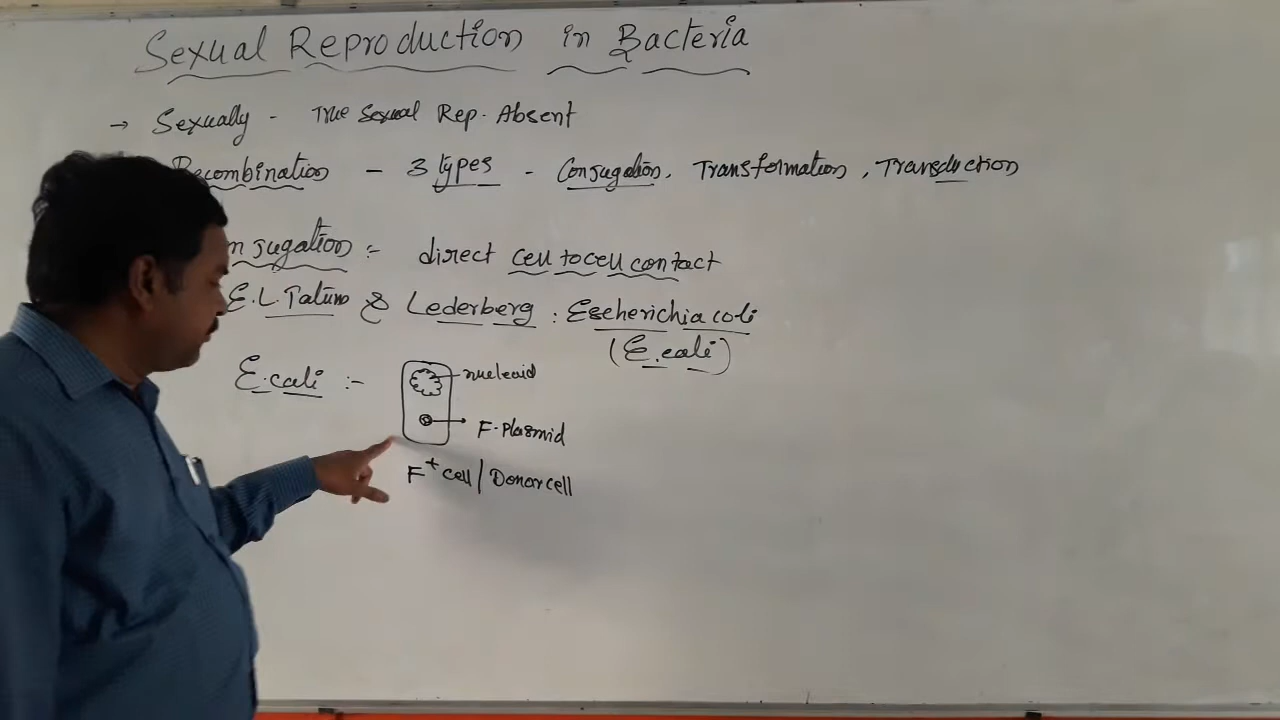 Sexual Reproduction in Bacteria
→ Sexually - True Sexual Rep. Absent
Recombination - 3 types - Conjugation, Transformation, Transduction
njugation :- direct cell to cell contact
E.L. Tatum & Lederberg : Escherichia coli
(E. coli)
E. coli :-
nucleoid
F-Plasmid
F+ cell / Donor cell